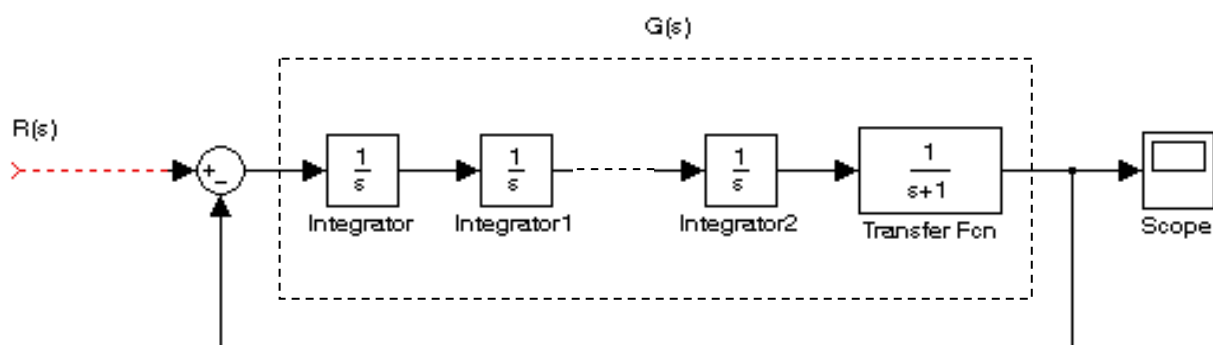 G(s)
R(s)
+
−
1
s
1
s
1
s
1
s+1
Integrator
Integrator1
Integrator2
Transfer Fcn
Scope